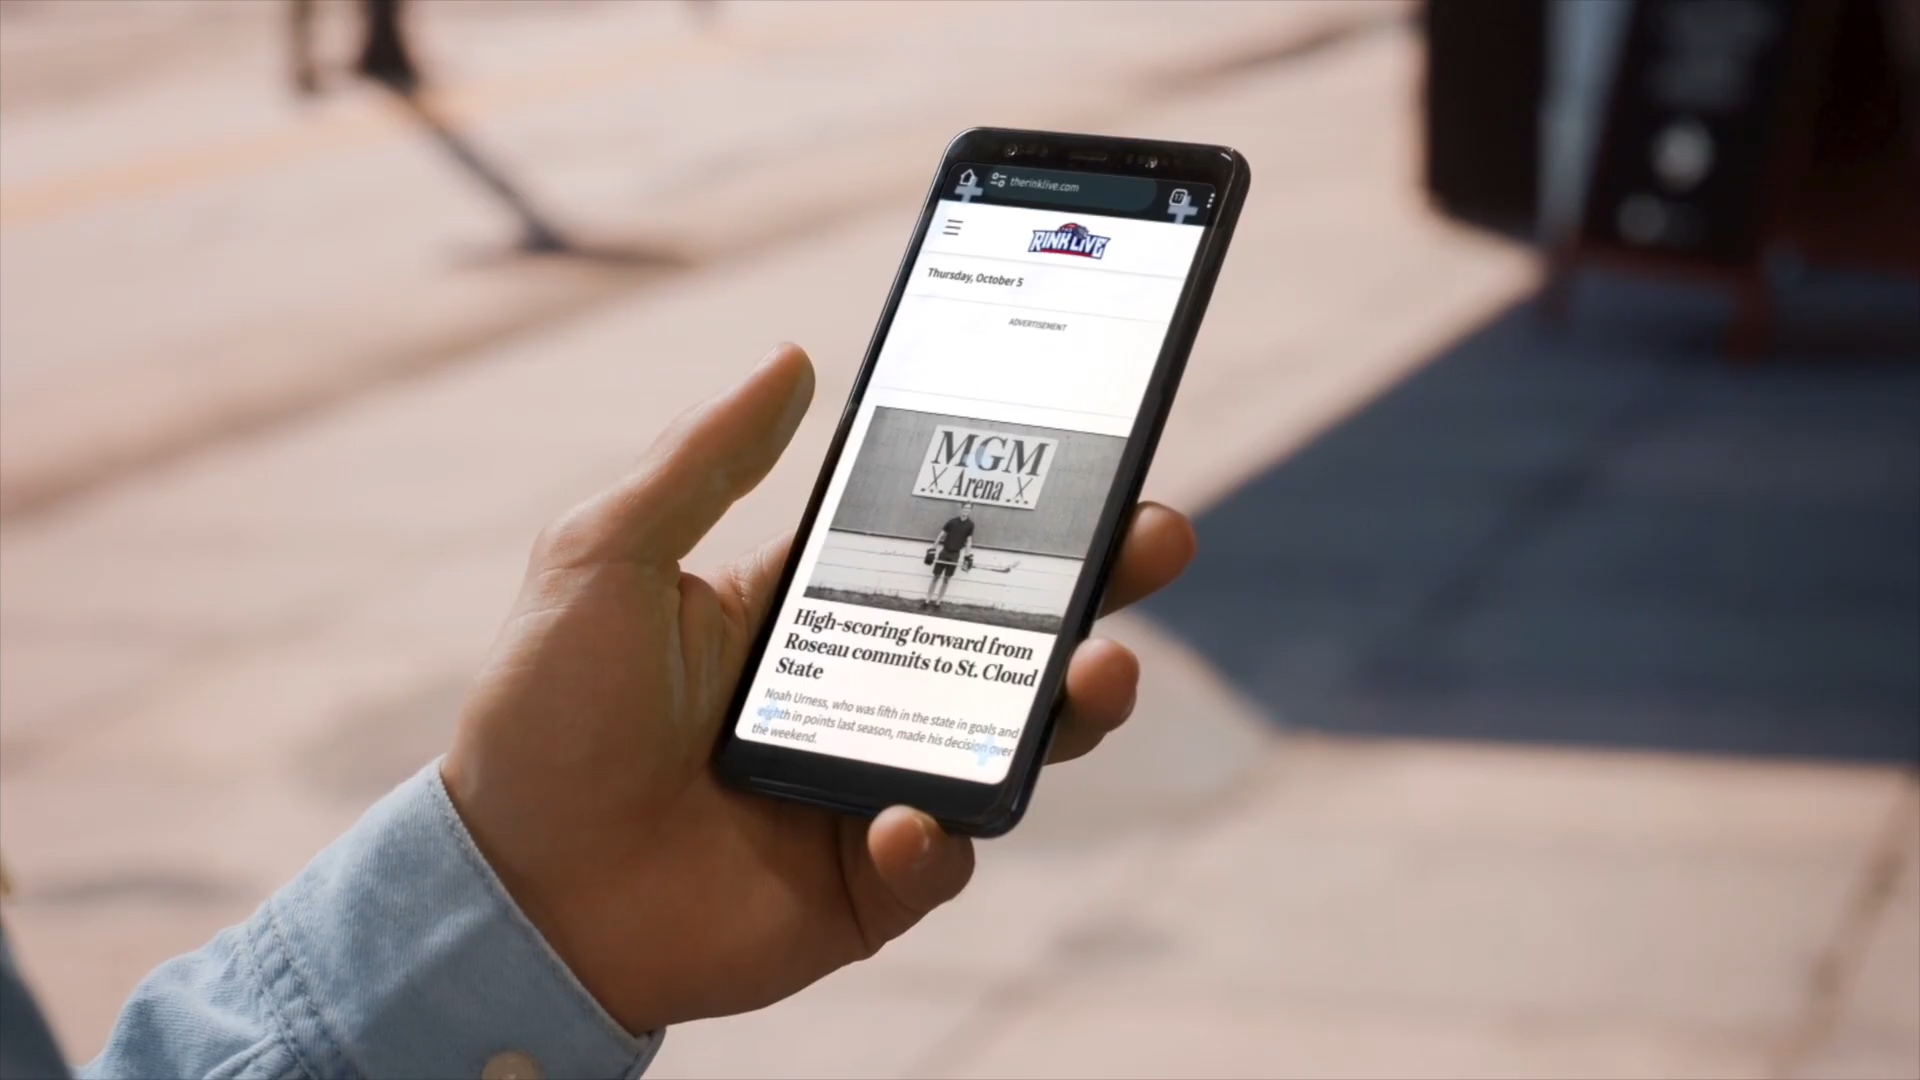 therinklive.com
17
THE
RINK LIVE
Thursday, October 5
ADVERTISEMENT
MGM
Arena
High-scoring forward from
Roseau commits to St. Cloud
State
Noah Urness, who was fifth in the state in goals and
eighth in points last season, made his decision over
the weekend.